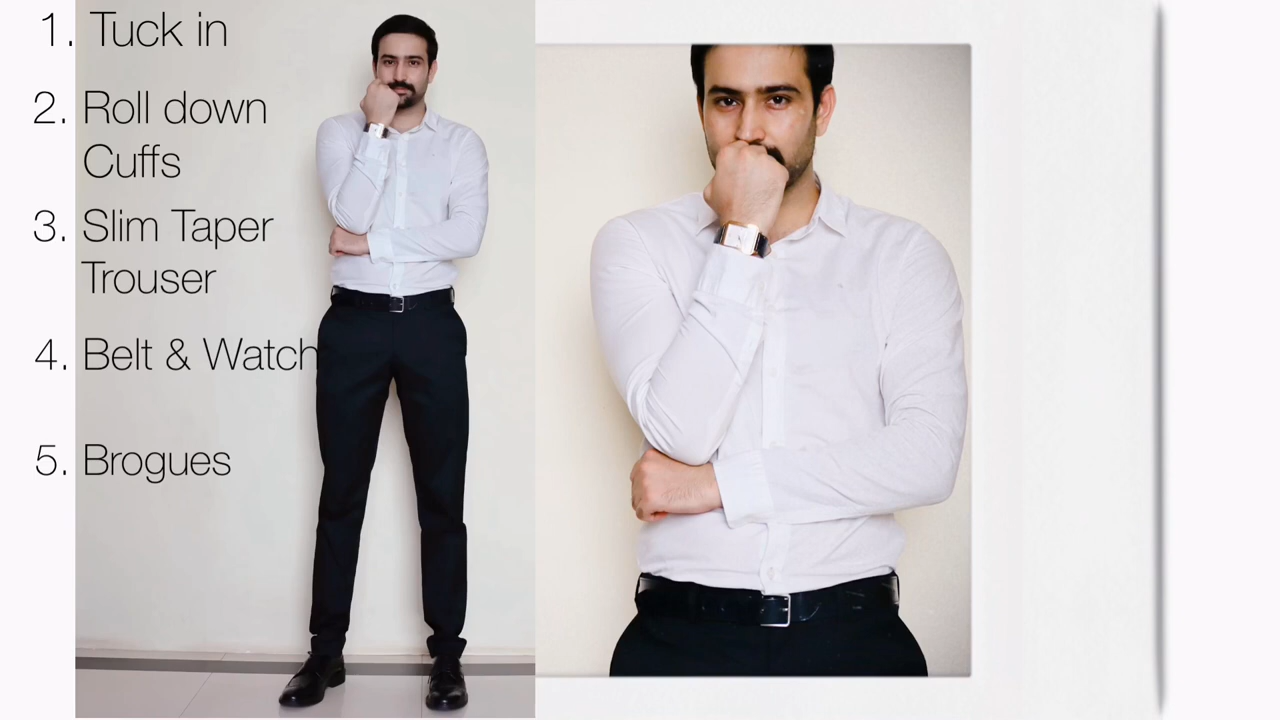 1. Tuck in
2. Roll down
Cuffs
3. Slim Taper
Trouser
4. Belt & Watch
5. Brogues